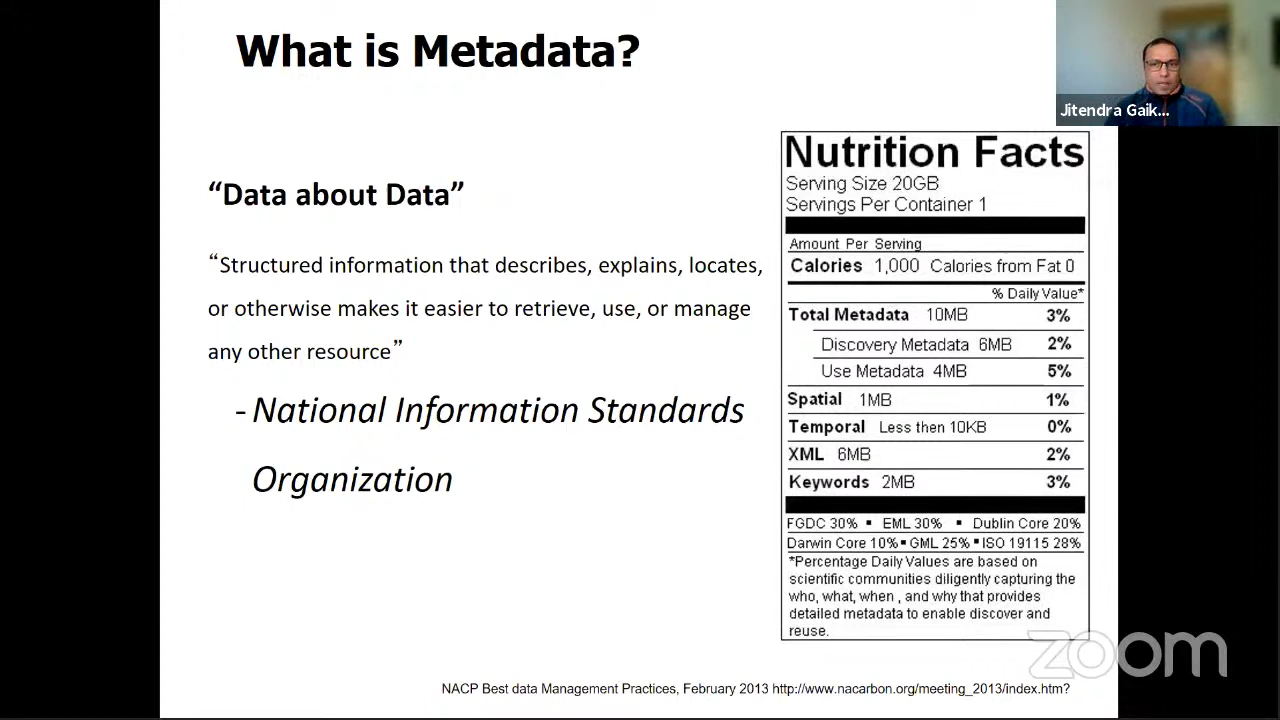 What is Metadata?
Jitendra Gaik...
“Data about Data”
“Structured information that describes, explains, locates,
or otherwise makes it easier to retrieve, use, or manage
any other resource”
- National Information Standards
Organization
Nutrition Facts
Serving Size 20GB
Servings Per Container 1
Amount Per Serving
Calories 1,000 Calories from Fat 0
% Daily Value*
Total Metadata 10MB 3%
Discovery Metadata 6MB 2%
Use Metadata 4MB 5%
Spatial 1MB 1%
Temporal Less then 10KB 0%
XML 6MB 2%
Keywords 2MB 3%
FGDC 30% ▪ EML 30% ▪ Dublin Core 20%
Darwin Core 10% ▪ GML 25% ▪ ISO 19115 28%
*Percentage Daily Values are based on
scientific communities diligently capturing the
who, what, when , and why that provides
detailed metadata to enable discover and
reuse.
zoom
NACP Best data Management Practices, February 2013 http://www.nacarbon.org/meeting_2013/index.htm?